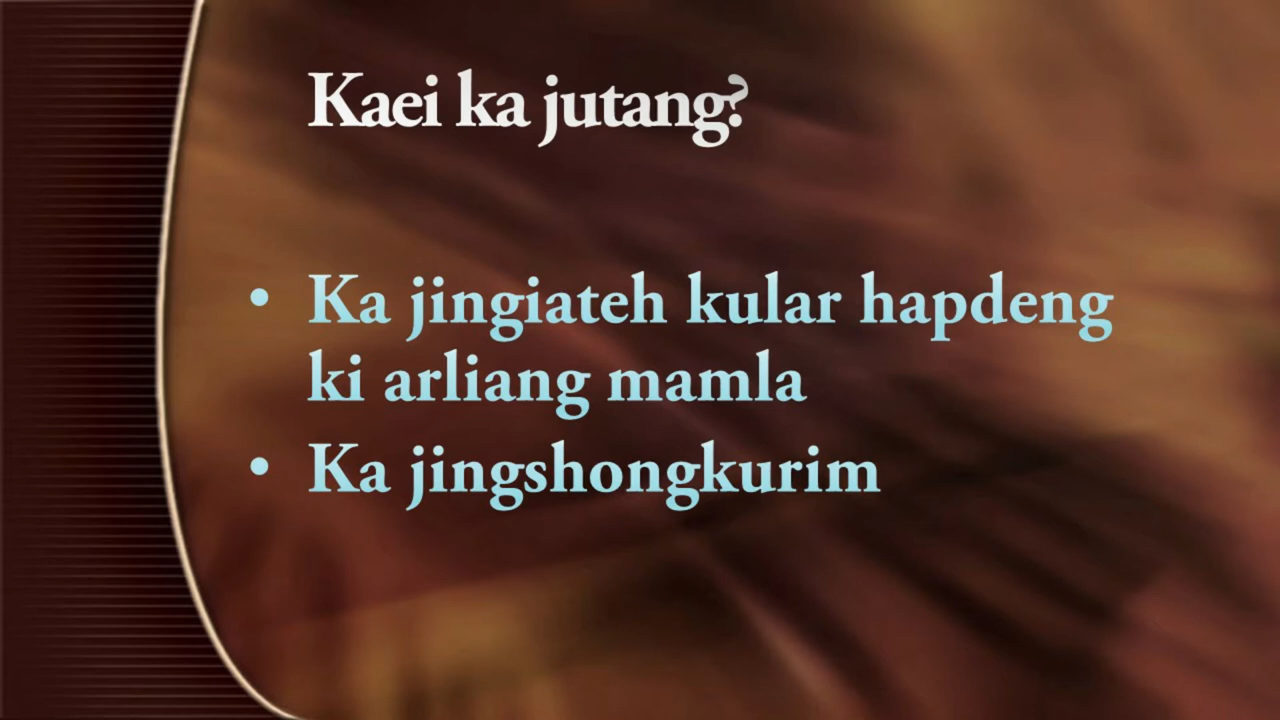 Kaei ka jutang?
• Ka jingiateh kular hapdeng
ki arliang mamla
• Ka jingshongkurim